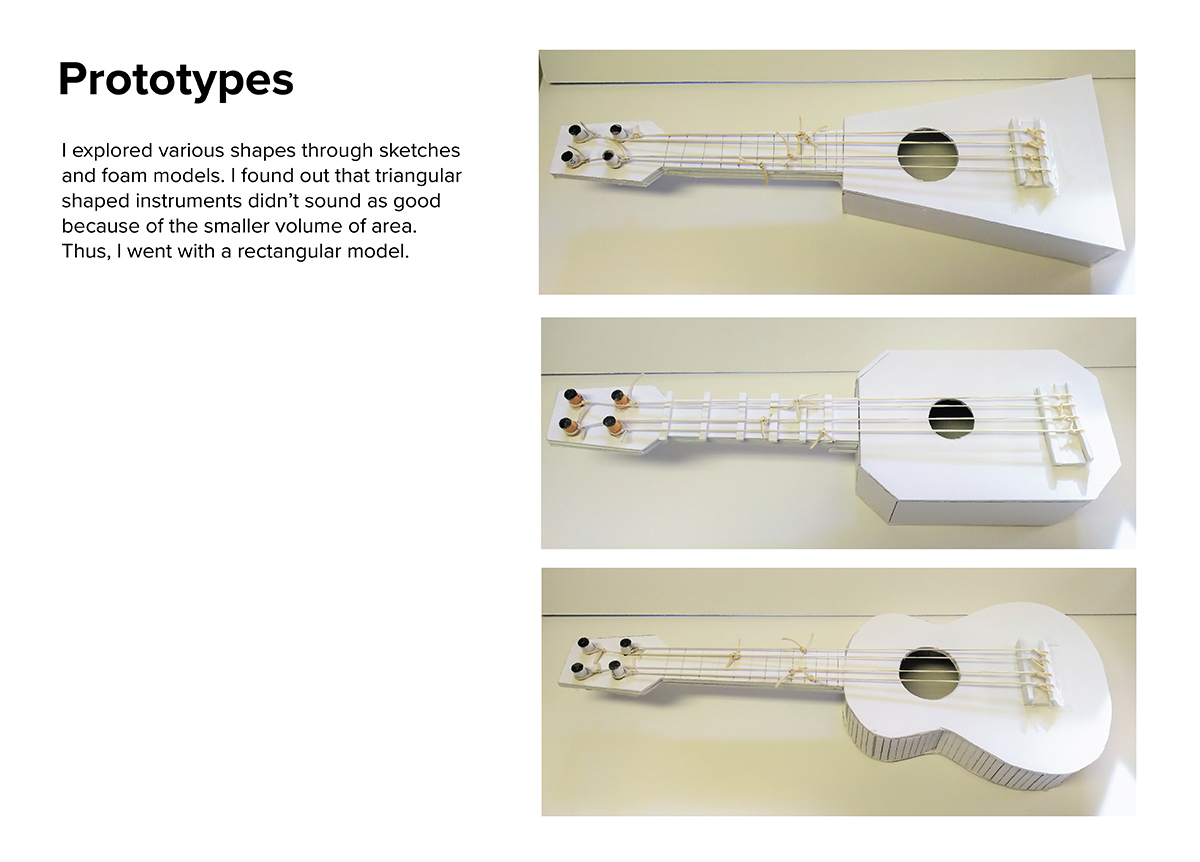 Prototypes
I explored various shapes through sketches
and foam models. I found out that triangular
shaped instruments didn’t sound as good
because of the smaller volume of area.
Thus, I went with a rectangular model.